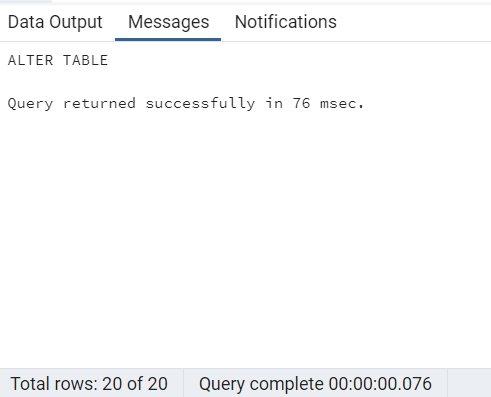 Data Output Messages Notifications
ALTER TABLE
Query returned successfully in 76 msec.
Total rows: 20 of 20 Query complete 00:00:00.076